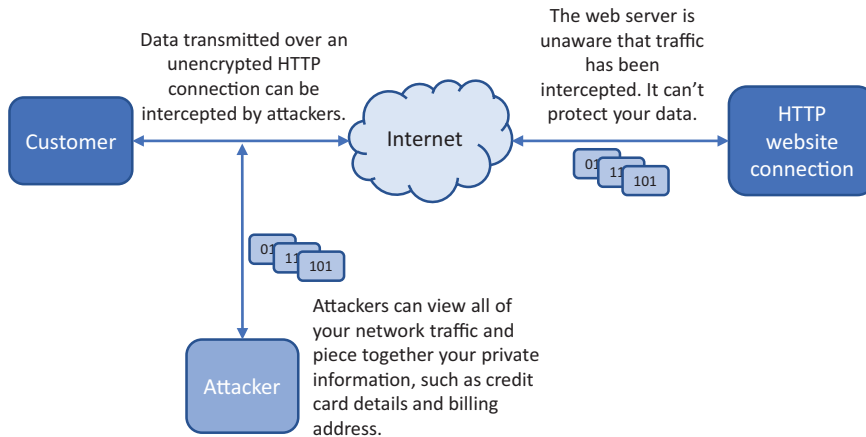 Data transmitted over an
unencrypted HTTP
connection can be
intercepted by attackers.
The web server is
unaware that traffic
has been
intercepted. It can't
protect your data.
Customer
Internet
HTTP
website
connection
01
11
101
01
11
101
Attackers can view all of
your network traffic and
piece together your private
information, such as credit
card details and billing
address.
Attacker